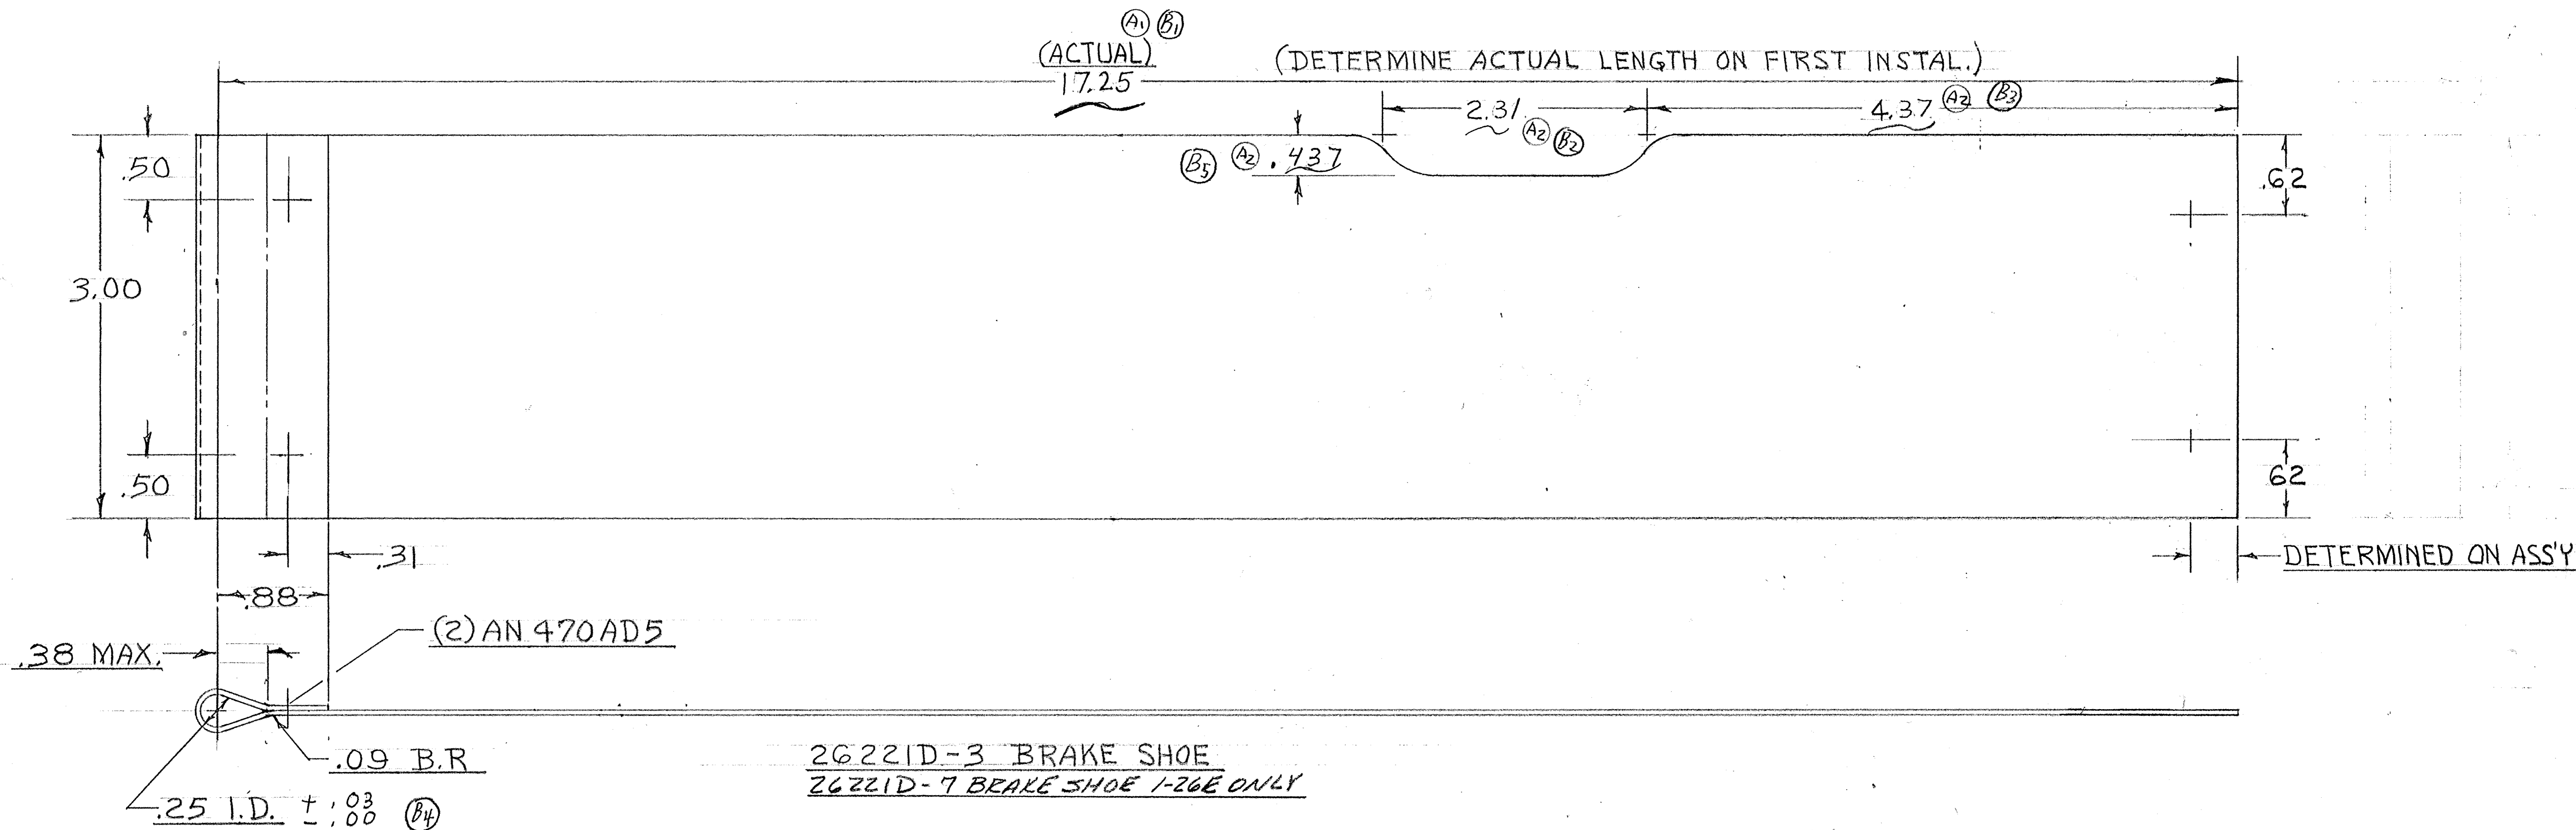 A1 B1
(ACTUAL) (DETERMINE ACTUAL LENGTH ON FIRST INSTAL.)
17.25
2.31 A2 B2
4.37 A2 B3
B5 A2 .437
.50
.62
3.00
.50
62
.31
DETERMINED ON ASS'Y
.88
(2) AN 470AD5
.38 MAX.
.09 B.R
26221D-3 BRAKE SHOE
26221D-7 BRAKE SHOE 1-26E ONLY
.25 I.D. + .03 - .00 B4